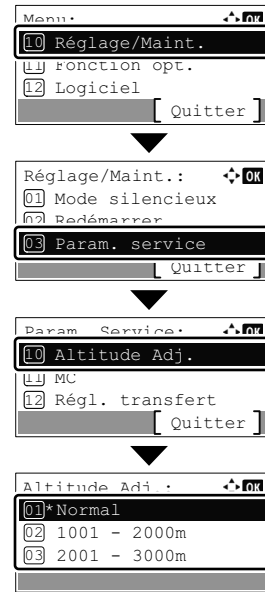 Menu: OK
10 Réglage/Maint.
11 Fonction opt.
12 Logiciel
[ Quitter ]
Réglage/Maint.: OK
01 Mode silencieux
02 Redémarrer
03 Param. service
[ Quitter ]
Param. Service: OK
10 Altitude Adj.
11 MC
12 Régl. transfert
[ Quitter ]
Altitude Adj.: OK
01 *Normal
02 1001 - 2000m
03 2001 - 3000m